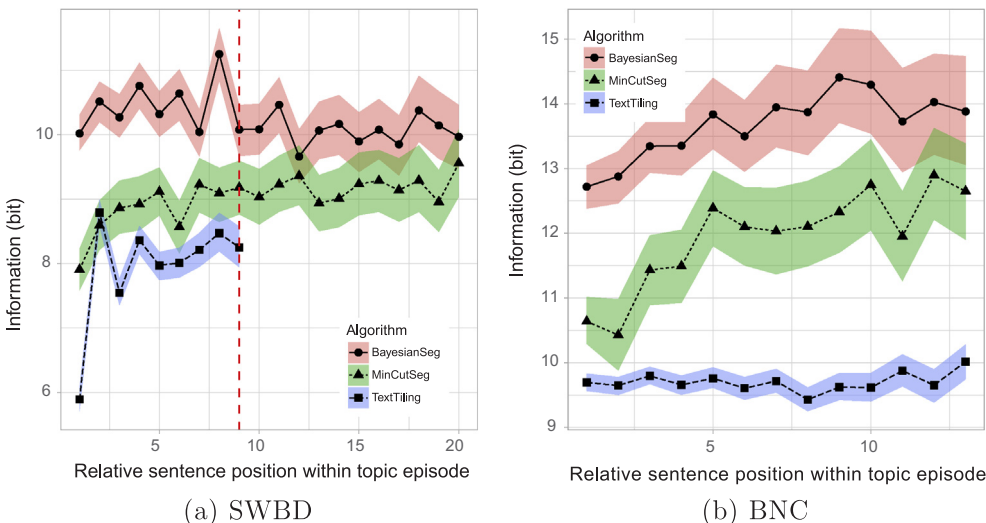 Information (bit)
10
8
6
Algorithm
BayesianSeg
MinCutSeg
TextTiling
5
10
15
20
Relative sentence position within topic episode
(a) SWBD
Information (bit)
15
14
13
12
11
10
9
Algorithm
BayesianSeg
MinCutSeg
TextTiling
5
10
Relative sentence position within topic episode
(b) BNC